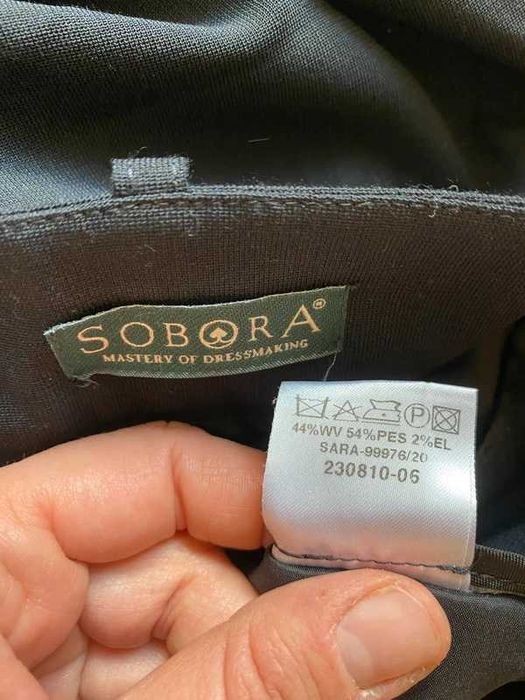 SOBORA®
MASTERY OF DRESSMAKING
P
44%WV 54%PES 2%EL
SARA-99976/20
230810-06